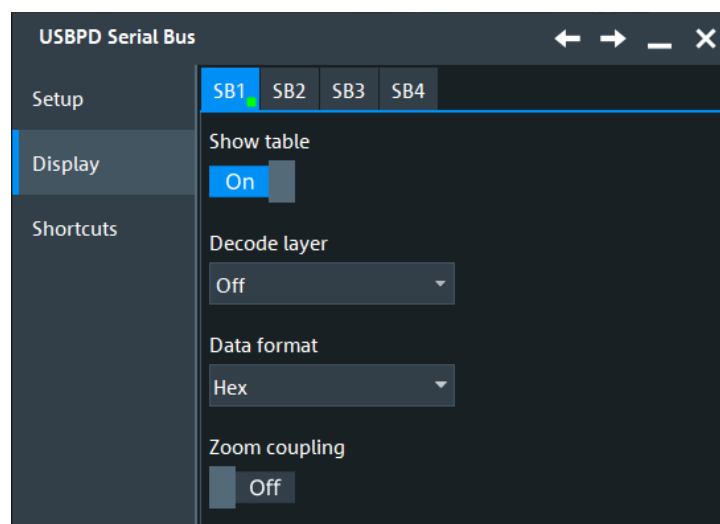 USBPD Serial Bus
Setup
Display
Shortcuts
SB1 SB2 SB3 SB4
Show table
On
Decode layer
Off
Data format
Hex
Zoom coupling
Off